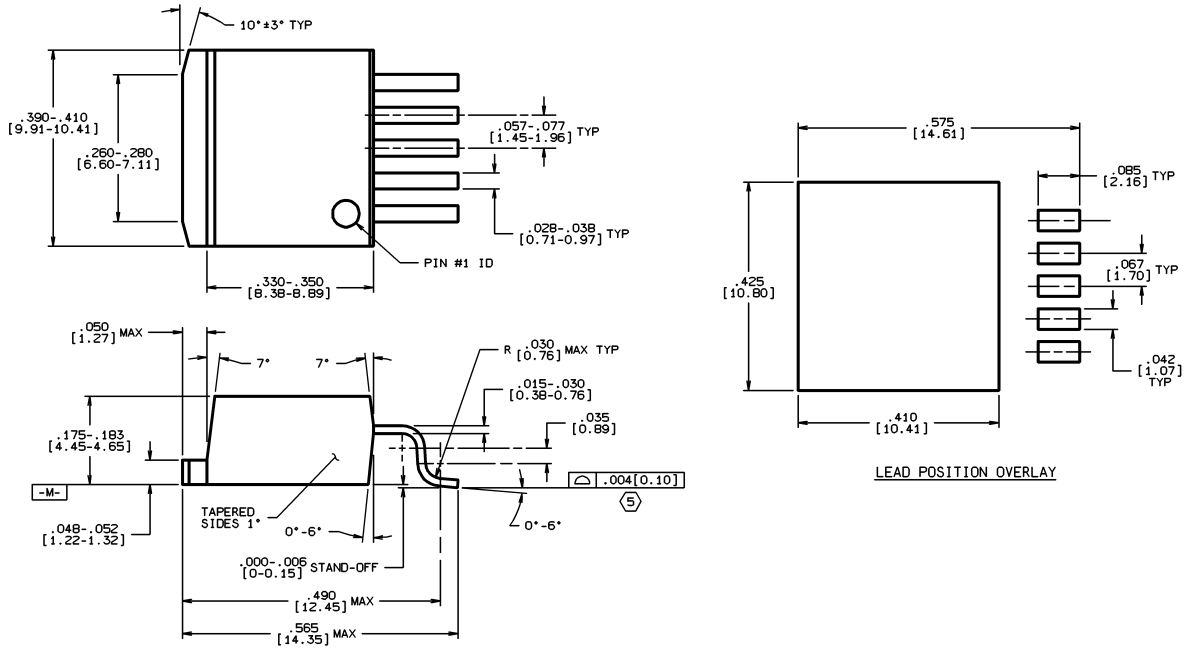 10°±3° TYP
.390-.410
[9.91-10.41]
.260-.280
[6.60-7.11]
.057-.077
[1.45-1.96] TYP
.028-.038
[0.71-0.97] TYP
PIN #1 ID
.330-.350
[8.38-8.89]
.575
[14.61]
.085
[2.16] TYP
.067
[1.70] TYP
.425
[10.80]
.042
[1.07]
TYP
.410
[10.41]
LEAD POSITION OVERLAY
.050
[1.27] MAX
7°
7°
R .030
[0.76] MAX TYP
.015-.030
[0.38-0.76]
.035
[0.89]
.175-.183
[4.45-4.65]
-M-
.004[0.10]
5
TAPERED
SIDES 1°
0°-6°
0°-6°
.048-.052
[1.22-1.32]
.000-.006
[0-0.15] STAND-OFF
.490
[12.45] MAX
.565
[14.35] MAX